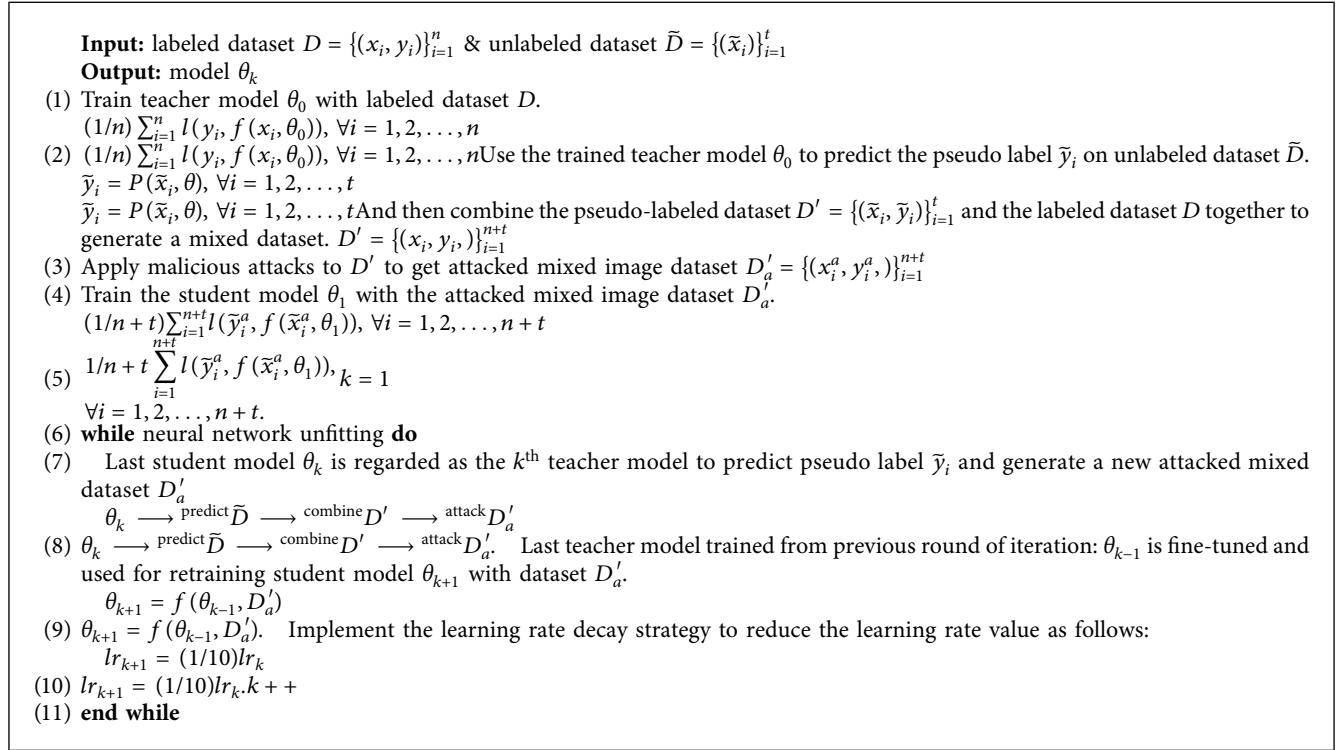 Input: labeled dataset D = {(x_i, y_i)}_{i=1}^{n} & unlabeled dataset D̃ = {(x̃_i)}_{i=1}^{t}
Output: model θ_k
(1) Train teacher model θ_0 with labeled dataset D.
(1/n) ∑_{i=1}^{n} l(y_i, f(x_i, θ_0)), ∀i = 1, 2, . . . , n
(2) (1/n) ∑_{i=1}^{n} l(y_i, f(x_i, θ_0)), ∀i = 1, 2, . . . , nUse the trained teacher model θ_0 to predict the pseudo label ỹ_i on unlabeled dataset D̃.
ỹ_i = P(x̃_i, θ), ∀i = 1, 2, . . . , t
ỹ_i = P(x̃_i, θ), ∀i = 1, 2, . . . , tAnd then combine the pseudo-labeled dataset D′ = {(x̃_i, ỹ_i)}_{i=1}^{t} and the labeled dataset D together to
generate a mixed dataset. D′ = {(x_i, y_i,)}_{i=1}^{n+t}
(3) Apply malicious attacks to D′ to get attacked mixed image dataset D′_a = {(x_i^a, y_i^a,)}_{i=1}^{n+t}
(4) Train the student model θ_1 with the attacked mixed image dataset D′_a.
(1/n + t)∑_{i=1}^{n+t} l(ỹ_i^a, f(x̃_i^a, θ_1)), ∀i = 1, 2, . . . , n + t
(5) 1/n + t ∑_{i=1}^{n+t} l(ỹ_i^a, f(x̃_i^a, θ_1)), k = 1
∀i = 1, 2, . . . , n + t.
(6) while neural network unfitting do
(7) Last student model θ_k is regarded as the k^th teacher model to predict pseudo label ỹ_i and generate a new attacked mixed
dataset D′_a
θ_k ⟶ ^predict D̃ ⟶ ^combine D′ ⟶ ^attack D′_a
(8) θ_k ⟶ ^predict D̃ ⟶ ^combine D′ ⟶ ^attack D′_a. Last teacher model trained from previous round of iteration: θ_{k−1} is fine-tuned and
used for retraining student model θ_{k+1} with dataset D′_a.
θ_{k+1} = f(θ_{k−1}, D′_a)
(9) θ_{k+1} = f(θ_{k−1}, D′_a). Implement the learning rate decay strategy to reduce the learning rate value as follows:
lr_{k+1} = (1/10)lr_k
(10) lr_{k+1} = (1/10)lr_k.k + +
(11) end while